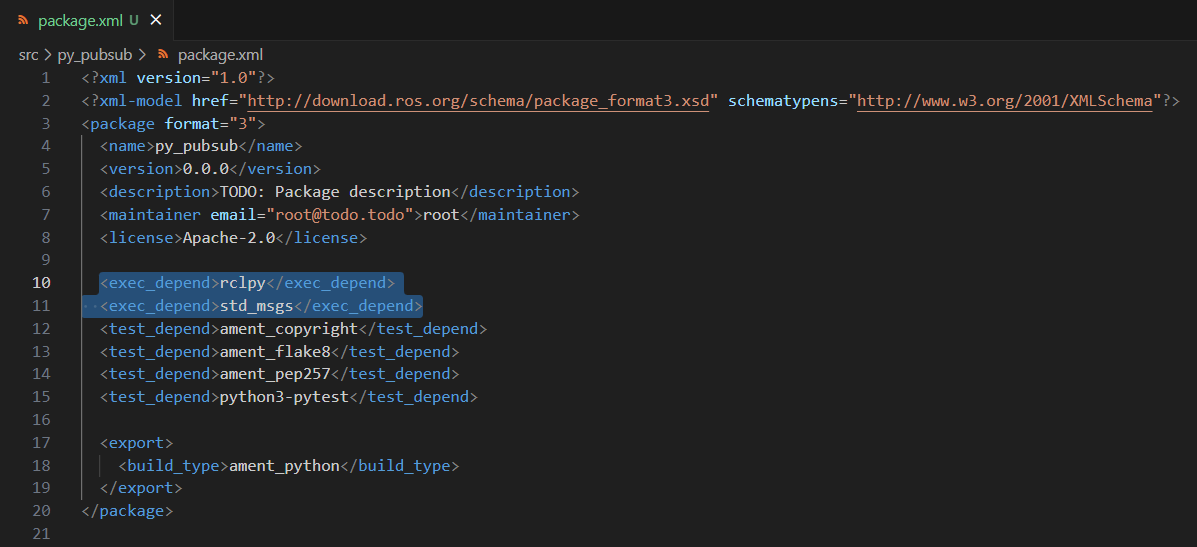 package.xml U ×
src > py_pubsub > package.xml
1 <?xml version="1.0"?>
2 <?xml-model href="http://download.ros.org/schema/package_format3.xsd" schematypens="http://www.w3.org/2001/XMLSchema"?>
3 <package format="3">
4   <name>py_pubsub</name>
5   <version>0.0.0</version>
6   <description>TODO: Package description</description>
7   <maintainer email="root@todo.todo">root</maintainer>
8   <license>Apache-2.0</license>
9
10   <exec_depend>rclpy</exec_depend>
11   <exec_depend>std_msgs</exec_depend>
12   <test_depend>ament_copyright</test_depend>
13   <test_depend>ament_flake8</test_depend>
14   <test_depend>ament_pep257</test_depend>
15   <test_depend>python3-pytest</test_depend>
16
17   <export>
18     <build_type>ament_python</build_type>
19   </export>
20 </package>
21